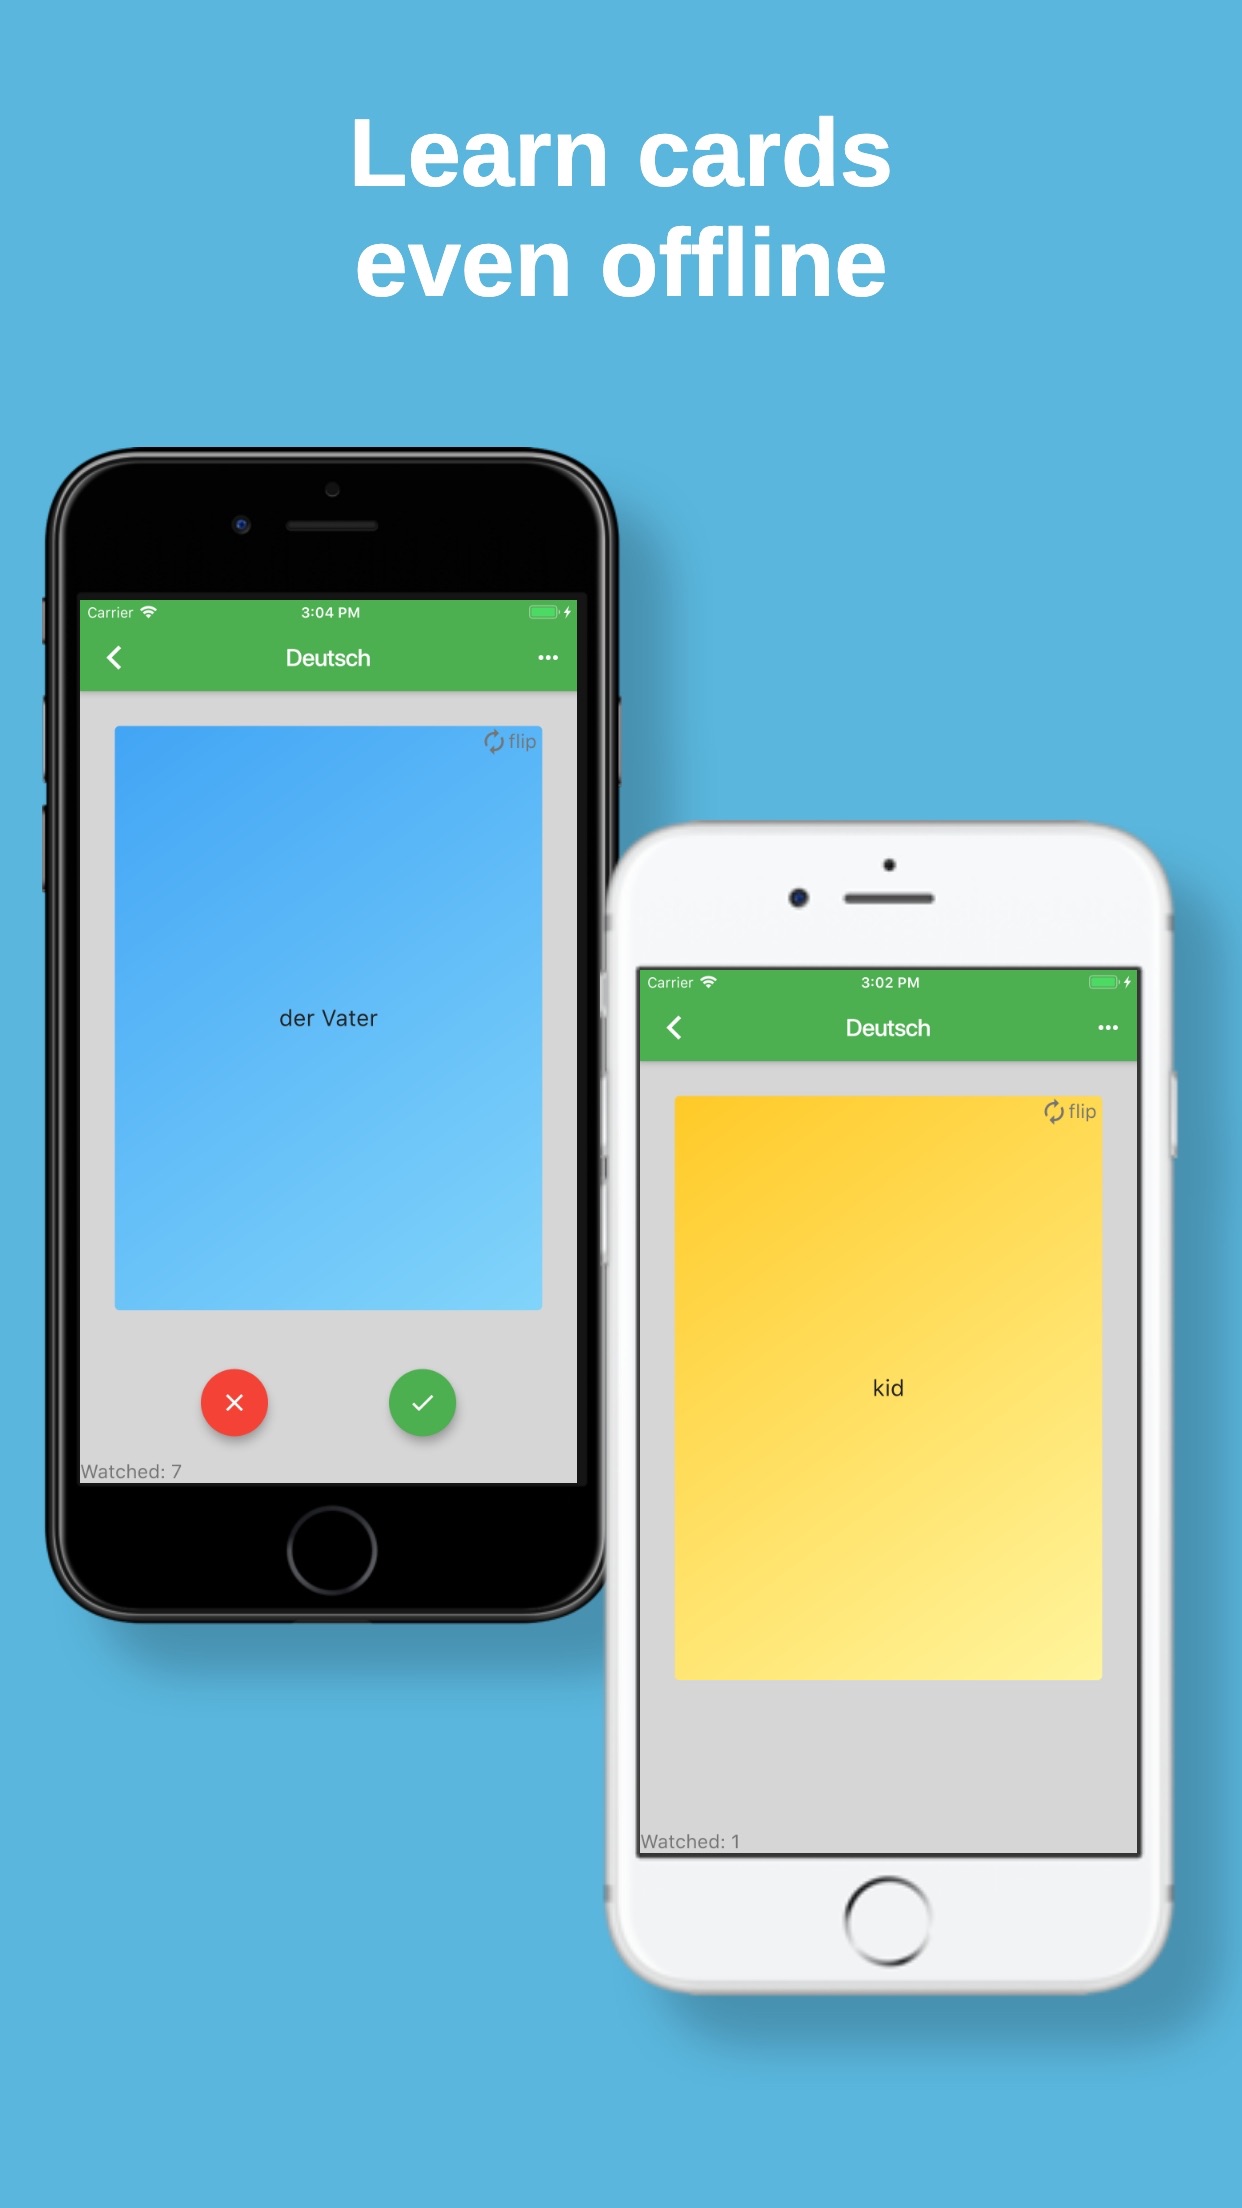 Learn cards
even offline
Carrier
3:04 PM
Deutsch
flip
der Vater
Watched: 7
Carrier
3:02 PM
Deutsch
flip
kid
Watched: 1